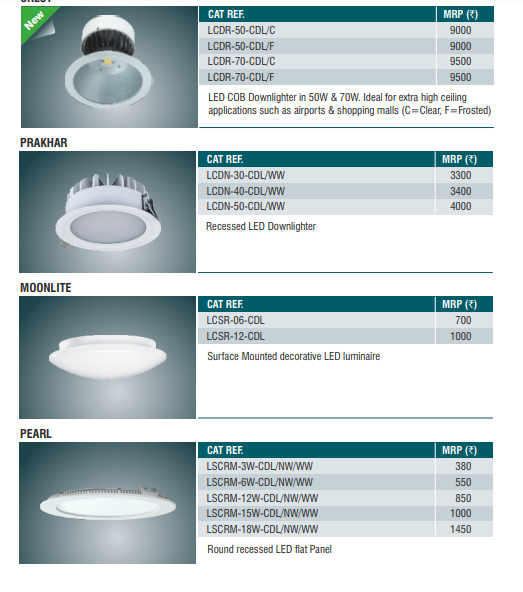 New
CAT REF. MRP (₹)
LCDR-50-CDL/C 9000
LCDR-50-CDL/F 9000
LCDR-70-CDL/C 9500
LCDR-70-CDL/F 9500
LED COB Downlighter in 50W & 70W. Ideal for extra high ceiling
applications such as airports & shopping malls (C=Clear, F=Frosted)
PRAKHAR
CAT REF. MRP (₹)
LCDN-30-CDL/WW 3300
LCDN-40-CDL/WW 3400
LCDN-50-CDL/WW 4000
Recessed LED Downlighter
MOONLITE
CAT REF. MRP (₹)
LCSR-06-CDL 700
LCSR-12-CDL 1000
Surface Mounted decorative LED luminaire
PEARL
CAT REF. MRP (₹)
LSCRM-3W-CDL/NW/WW 380
LSCRM-6W-CDL/NW/WW 550
LSCRM-12W-CDL/NW/WW 850
LSCRM-15W-CDL/NW/WW 1000
LSCRM-18W-CDL/NW/WW 1450
Round recessed LED flat Panel